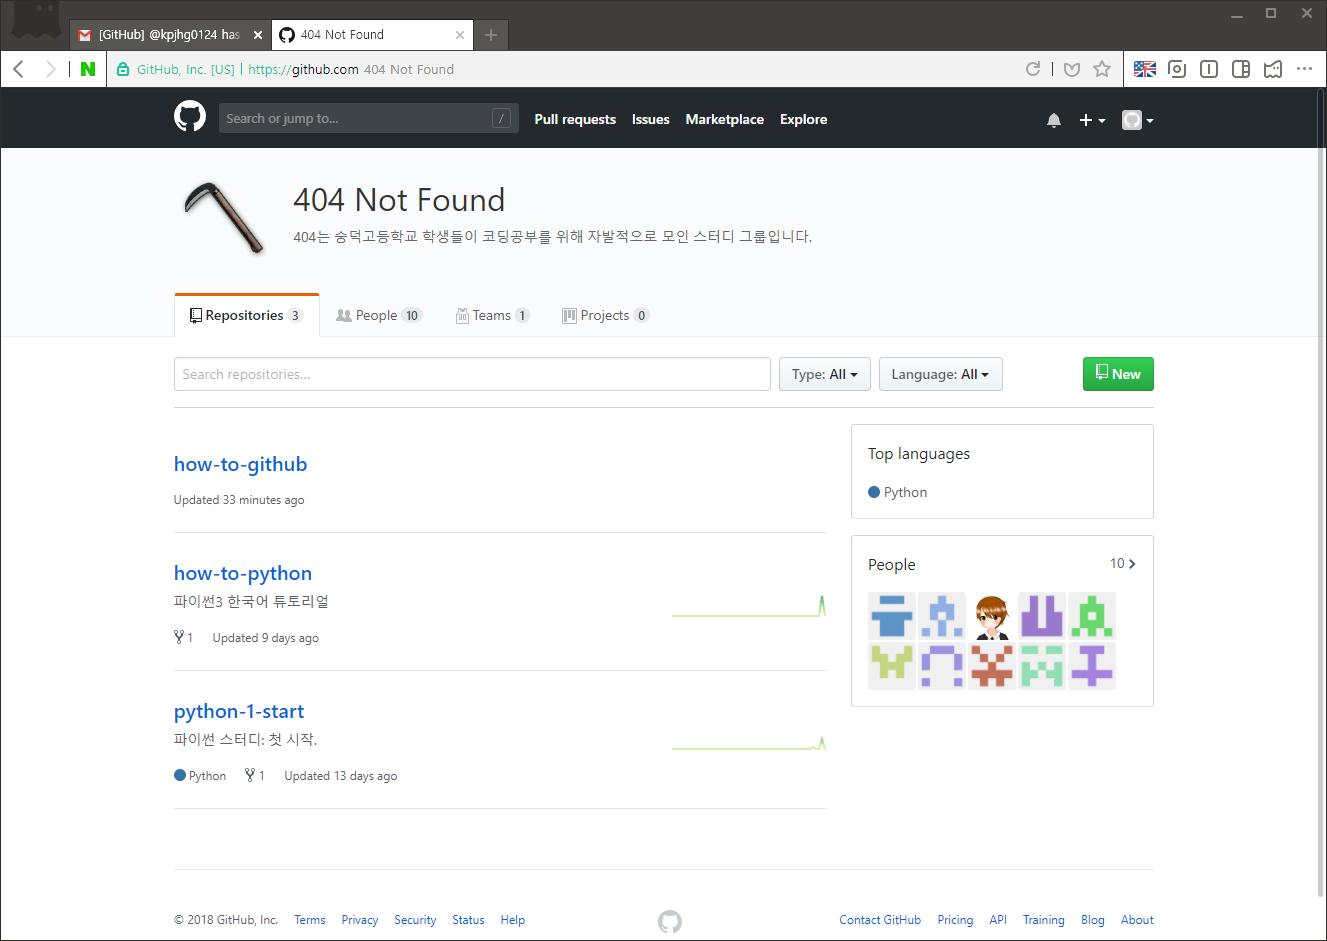 [GitHub] @kpjhg0124 has
404 Not Found
N
GitHub, Inc. [US] | https://github.com 404 Not Found
Search or jump to...
/
Pull requests
Issues
Marketplace
Explore
404 Not Found
404는 숭덕고등학교 학생들이 코딩공부를 위해 자발적으로 모인 스터디 그룹입니다.
Repositories 3
People 10
Teams 1
Projects 0
Search repositories...
Type: All
Language: All
New
how-to-github
Updated 33 minutes ago
how-to-python
파이썬3 한국어 튜토리얼
1 Updated 9 days ago
python-1-start
파이썬 스터디: 첫 시작.
Python 1 Updated 13 days ago
Top languages
Python
People
10
© 2018 GitHub, Inc.
Terms
Privacy
Security
Status
Help
Contact GitHub
Pricing
API
Training
Blog
About